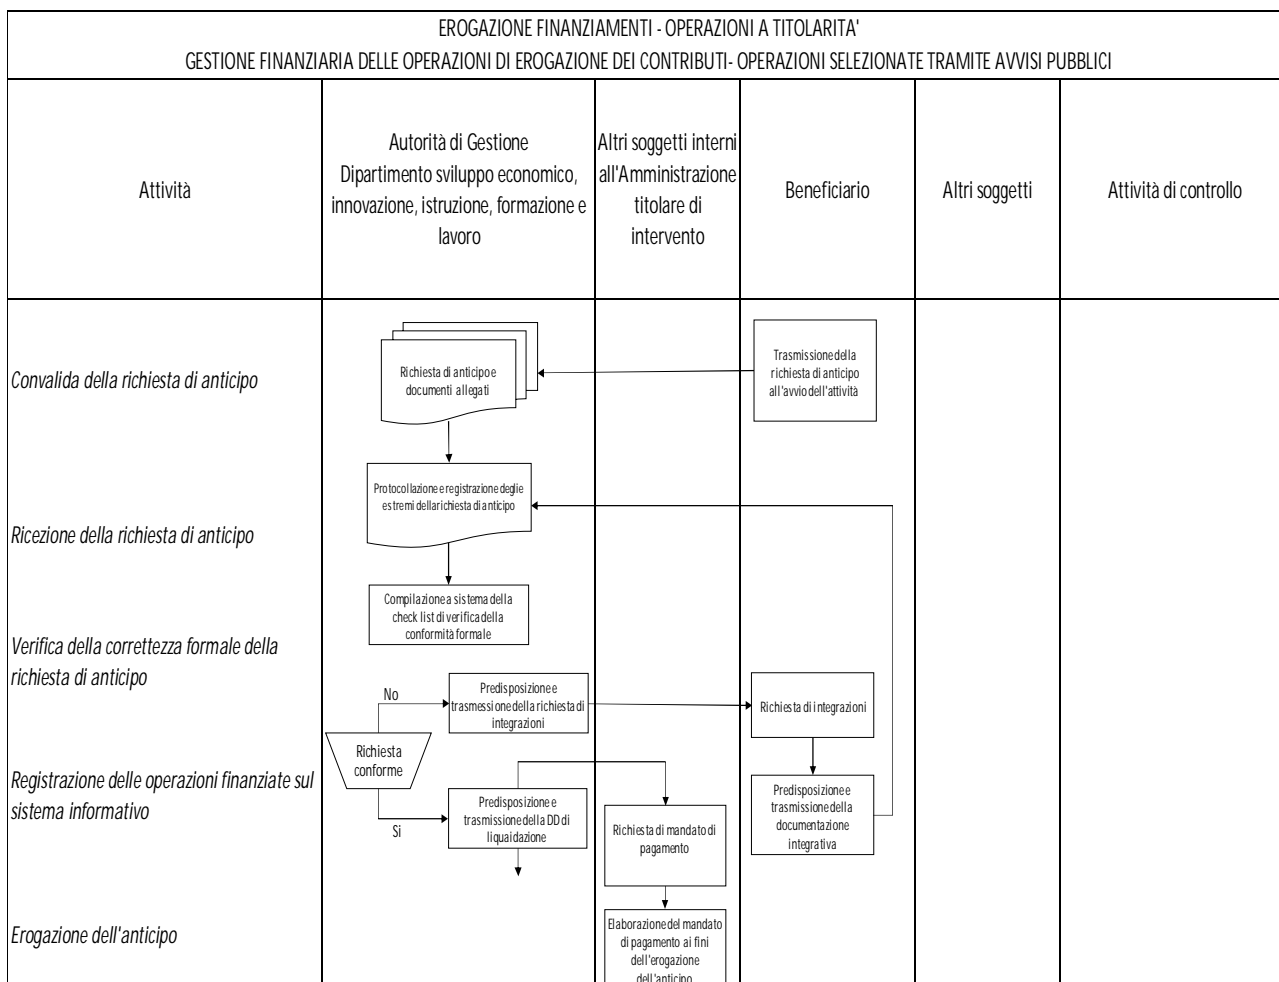 EROGAZIONE FINANZIAMENTI - OPERAZIONI A TITOLARITA'
GESTIONE FINANZIARIA DELLE OPERAZIONI DI EROGAZIONE DEI CONTRIBUTI- OPERAZIONI SELEZIONATE TRAMITE AVVISI PUBBLICI
Attività
Autorità di Gestione
Dipartimento sviluppo economico,
innovazione, istruzione, formazione e
lavoro
Altri soggetti interni
all'Amministrazione
titolare di
intervento
Beneficiario
Altri soggetti
Attività di controllo
Convalida della richiesta di anticipo
Richiesta di anticipo e
documenti allegati
Trasmissione della
richiesta di anticipo
all'avvio dell'attività
Ricezione della richiesta di anticipo
Protocollazione e registrazione deglie
estremi della richiesta di anticipo
Compilazione a sistema della
check list di verifica della
conformità formale
Verifica della correttezza formale della
richiesta di anticipo
No
Predisposizione e
trasmessione della richiesta di
integrazioni
Richiesta di integrazioni
Richiesta
conforme
Registrazione delle operazioni finanziate sul
sistema informativo
Si
Predisposizione e
trasmissione della DD di
liquaidazione
Richiesta di mandato di
pagamento
Predisposizione e
trasmissione della
documentazione
integrativa
Erogazione dell'anticipo
Elaborazione del mandato
di pagamento ai fini
dell'erogazione
dell'anticipo